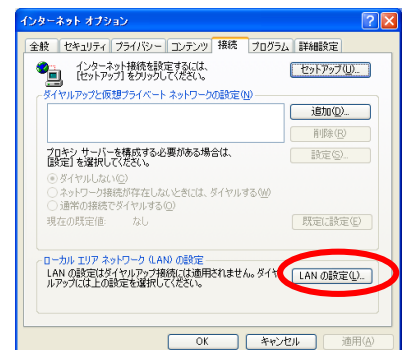 インターネット オプション
全般 セキュリティ プライバシー コンテンツ 接続 プログラム 詳細設定
インターネット接続を設定するには、
[セットアップ] をクリックしてください。
セットアップ(U)...
ダイヤルアップと仮想プライベート ネットワークの設定(N)
追加(D)...
削除(R)
プロキシ サーバーを構成する必要がある場合は、
[設定] を選択してください。
設定(S)...
ダイヤルしない(C)
ネットワーク接続が存在しないときには、ダイヤルする(W)
通常の接続でダイヤルする(O)
現在の既定値: なし
既定に設定(E)
ローカル エリア ネットワーク (LAN) の設定
LAN の設定はダイヤルアップ接続には適用されません。ダイヤ
ルアップには上の設定を選択してください。
LAN の設定(L)...
OK キャンセル 適用(A)